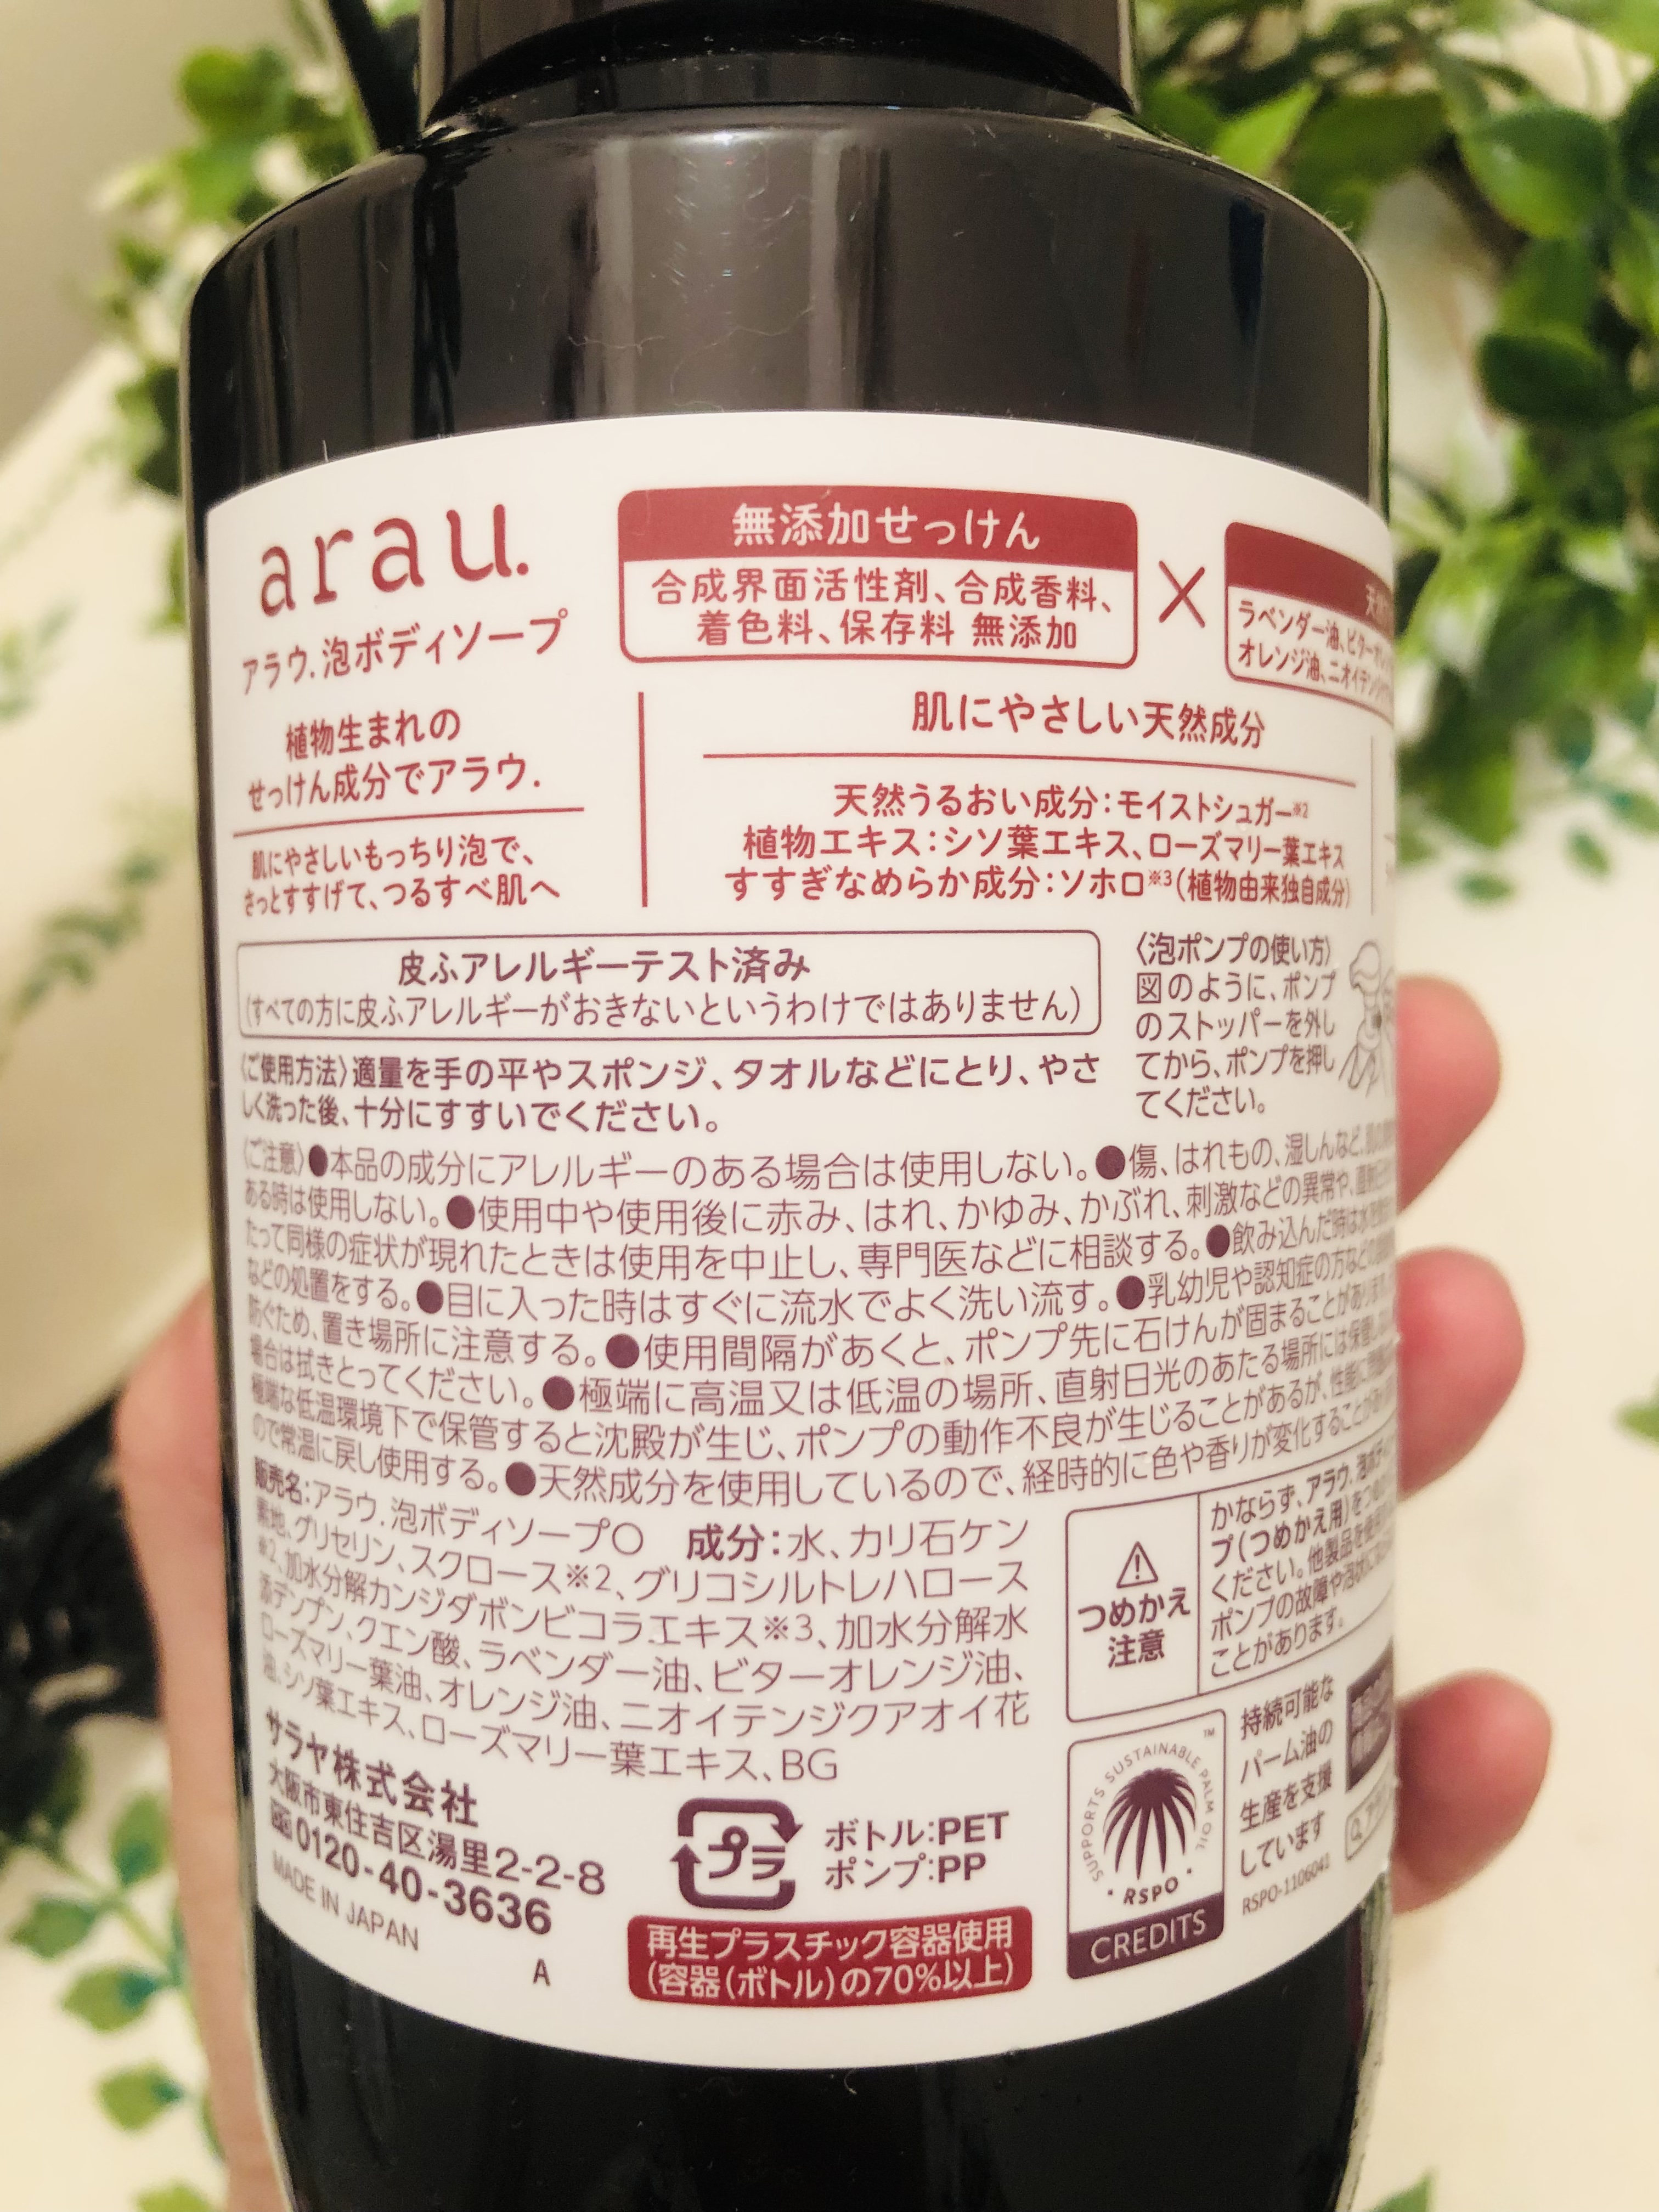 arau.
アラウ.泡ボディソープ
無添加せっけん
合成界面活性剤、合成香料、
着色料、保存料 無添加
×
ラベンダー油、ビターオレ
オレンジ油、ニオイテン
植物生まれの
せっけん成分でアラウ.
肌にやさしいもっちり泡で、
さっとすすげて、つるすべ肌へ
肌にやさしい天然成分
天然うるおい成分:モイストシュガー※2
植物エキス:シソ葉エキス、ローズマリー葉エキス
すすぎなめらか成分:ソホロ※3(植物由来独自成分)
皮ふアレルギーテスト済み
(すべての方に皮ふアレルギーがおきないというわけではありません)
〈ご使用方法〉適量を手の平やスポンジ、タオルなどにとり、やさ
しく洗った後、十分にすすいでください。
〈泡ポンプの使い方〉
図のように、ポンプ
のストッパーを外し
てから、ポンプを押し
てください。
〈ご注意〉●本品の成分にアレルギーのある場合は使用しない。●傷、はれもの、湿しんなど、
ある時は使用しない。●使用中や使用後に赤み、はれ、かゆみ、かぶれ、刺激などの異常や、
たって同様の症状が現れたときは使用を中止し、専門医などに相談する。●飲み込んだ時は
などの処置をする。●目に入った時はすぐに流水でよく洗い流す。●乳幼児や認知症の方などの
防ぐため、置き場所に注意する。●使用間隔があくと、ポンプ先に石けんが固まることがあり
場合は拭きとってください。●極端に高温又は低温の場所、直射日光のあたる場所には保管し
極端な低温環境下で保管すると沈殿が生じ、ポンプの動作不良が生じることがあるが、性能に
ので常温に戻し使用する。●天然成分を使用しているので、経時的に色や香りが変化することが
販売名:アラウ.泡ボディソープO 成分:水、カリ石ケン
素地、グリセリン、スクロース※2、グリコシルトレハロース
※2、加水分解カンジダボンビコラエキス※3、加水分解水
添デンプン、クエン酸、ラベンダー油、ビターオレンジ油、
ローズマリー葉油、オレンジ油、ニオイテンジクアオイ花
油、シソ葉エキス、ローズマリー葉エキス、BG
つめかえ
注意
かならず、アラウ.泡ボディ
プ(つめかえ用)を
ください。他製品を
ポンプの故障や
ことがあります。
サラヤ株式会社
大阪市東住吉区湯里2-2-8
0120-40-3636
MADE IN JAPAN
A
プラ
ボトル:PET
ポンプ:PP
再生プラスチック容器使用
(容器(ボトル)の70%以上)
SUPPORTS SUSTAINABLE PALM OIL
TM
RSPO
CREDITS
持続可能な
パーム油の
生産を支援
しています
RSPO-1106041